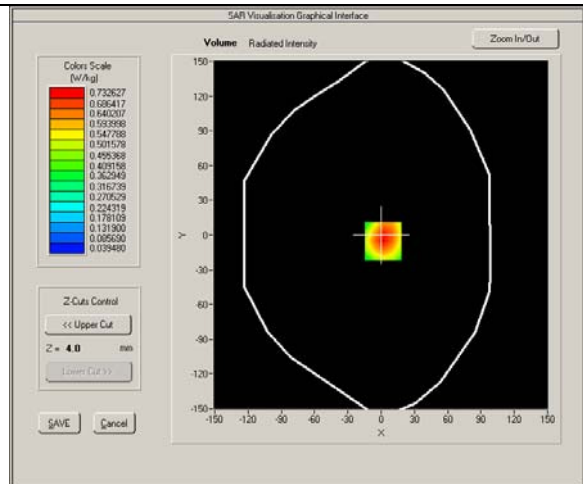 SAR Visualisation Graphical Interface
Volume Radiated Intensity
Zoom In/Out
Colors Scale
(W/kg)
0.732627
0.686417
0.640207
0.593998
0.547788
0.501578
0.455368
0.409158
0.362949
0.316739
0.270529
0.224319
0.178109
0.131900
0.085690
0.039480
Z-Cuts Control
<< Upper Cut
Z = 4.0 mm
Lower Cut >>
SAVE Cancel
150-
120-
90-
60-
30-
0-
-30-
-60-
-90-
-120-
-150-
Y
-150 -120 -90 -60 -30 0 30 60 90 120 150
X